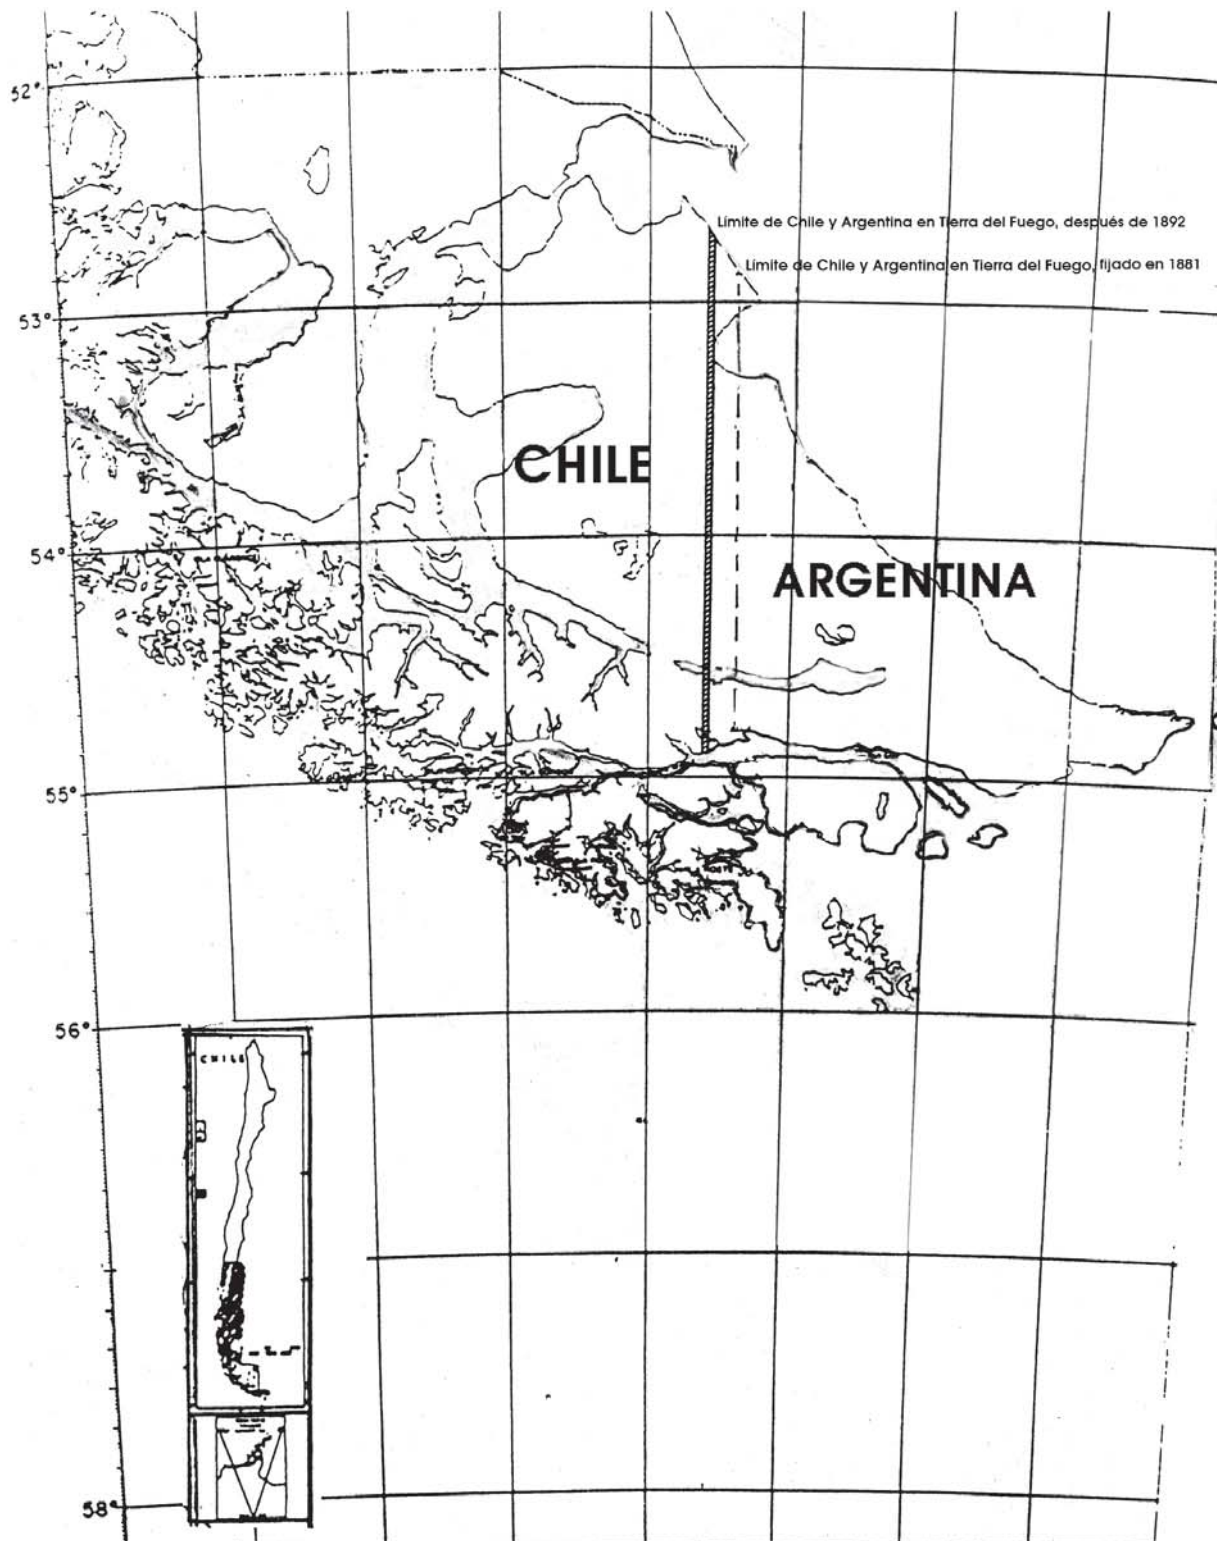 52°
Límite de Chile y Argentina en Tierra del Fuego, después de 1892
Límite de Chile y Argentina en Tierra del Fuego, fijado en 1881
53°
CHILE
54°
ARGENTINA
55°
56°
CHILE
58°